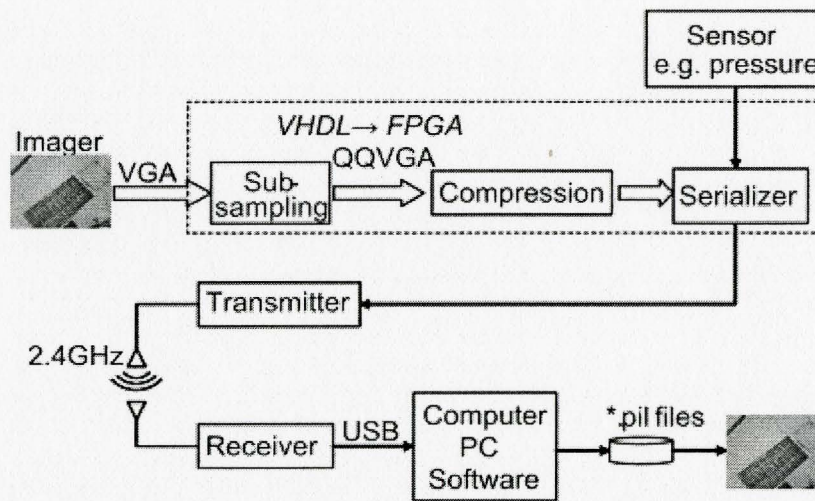 Sensor
e.g. pressure
VHDL→ FPGA
Imager
VGA
Sub-
sampling
QQVGA
Compression
Serializer
Transmitter
2.4GHz
Receiver
USB
Computer
PC
Software
*.pil files